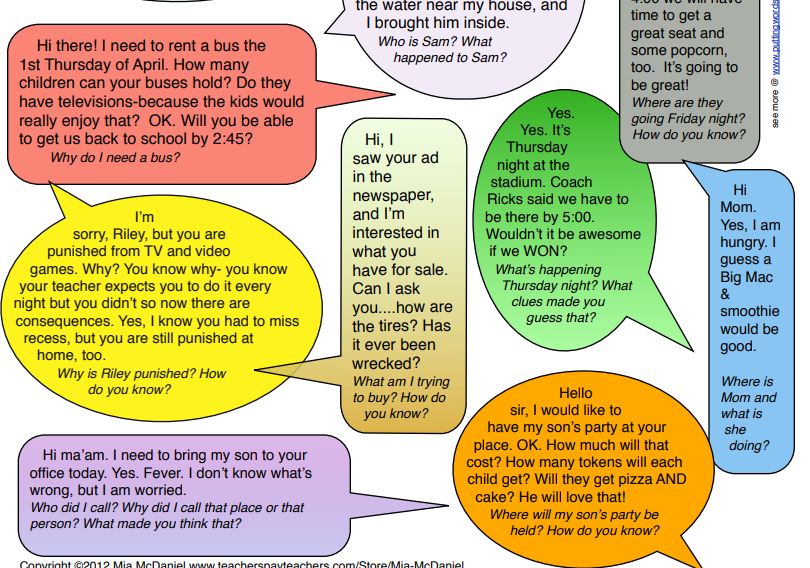 the water near my house, and
I brought him inside.
Who is Sam? What
happened to Sam?
4:30 we will have
time to get a
great seat and
some popcorn,
too. It's going to
be great!
Where are they
going Friday night?
How do you know?
see more @ www.puttingwords
Hi there! I need to rent a bus the
1st Thursday of April. How many
children can your buses hold? Do they
have televisions-because the kids would
really enjoy that? OK. Will you be able
to get us back to school by 2:45?
Why do I need a bus?
Hi, I
saw your ad
in the
newspaper,
and I'm
interested in
what you
have for sale.
Can I ask
you....how are
the tires? Has
it ever been
wrecked?
What am I trying
to buy? How do
you know?
Yes.
Yes. It's
Thursday
night at the
stadium. Coach
Ricks said we have to
be there by 5:00.
Wouldn't it be awesome
if we WON?
What's happening
Thursday night? What
clues made you
guess that?
Hi
Mom.
Yes, I am
hungry. I
guess a
Big Mac
&
smoothie
would be
good.
Where is
Mom and
what is
she
doing?
I'm
sorry, Riley, but you are
punished from TV and video
games. Why? You know why- you know
your teacher expects you to do it every
night but you didn't so now there are
consequences. Yes, I know you had to miss
recess, but you are still punished at
home, too.
Why is Riley punished? How
do you know?
Hello
sir, I would like to
have my son's party at your
place. OK. How much will that
cost? How many tokens will each
child get? Will they get pizza AND
cake? He will love that!
Where will my son's party be
held? How do you know?
Hi ma'am. I need to bring my son to your
office today. Yes. Fever. I don't know what's
wrong, but I am worried.
Who did I call? Why did I call that place or that
person? What made you think that?
Copyright ©2012 Mia McDaniel www.teacherspayteachers.com/Store/Mia-McDaniel